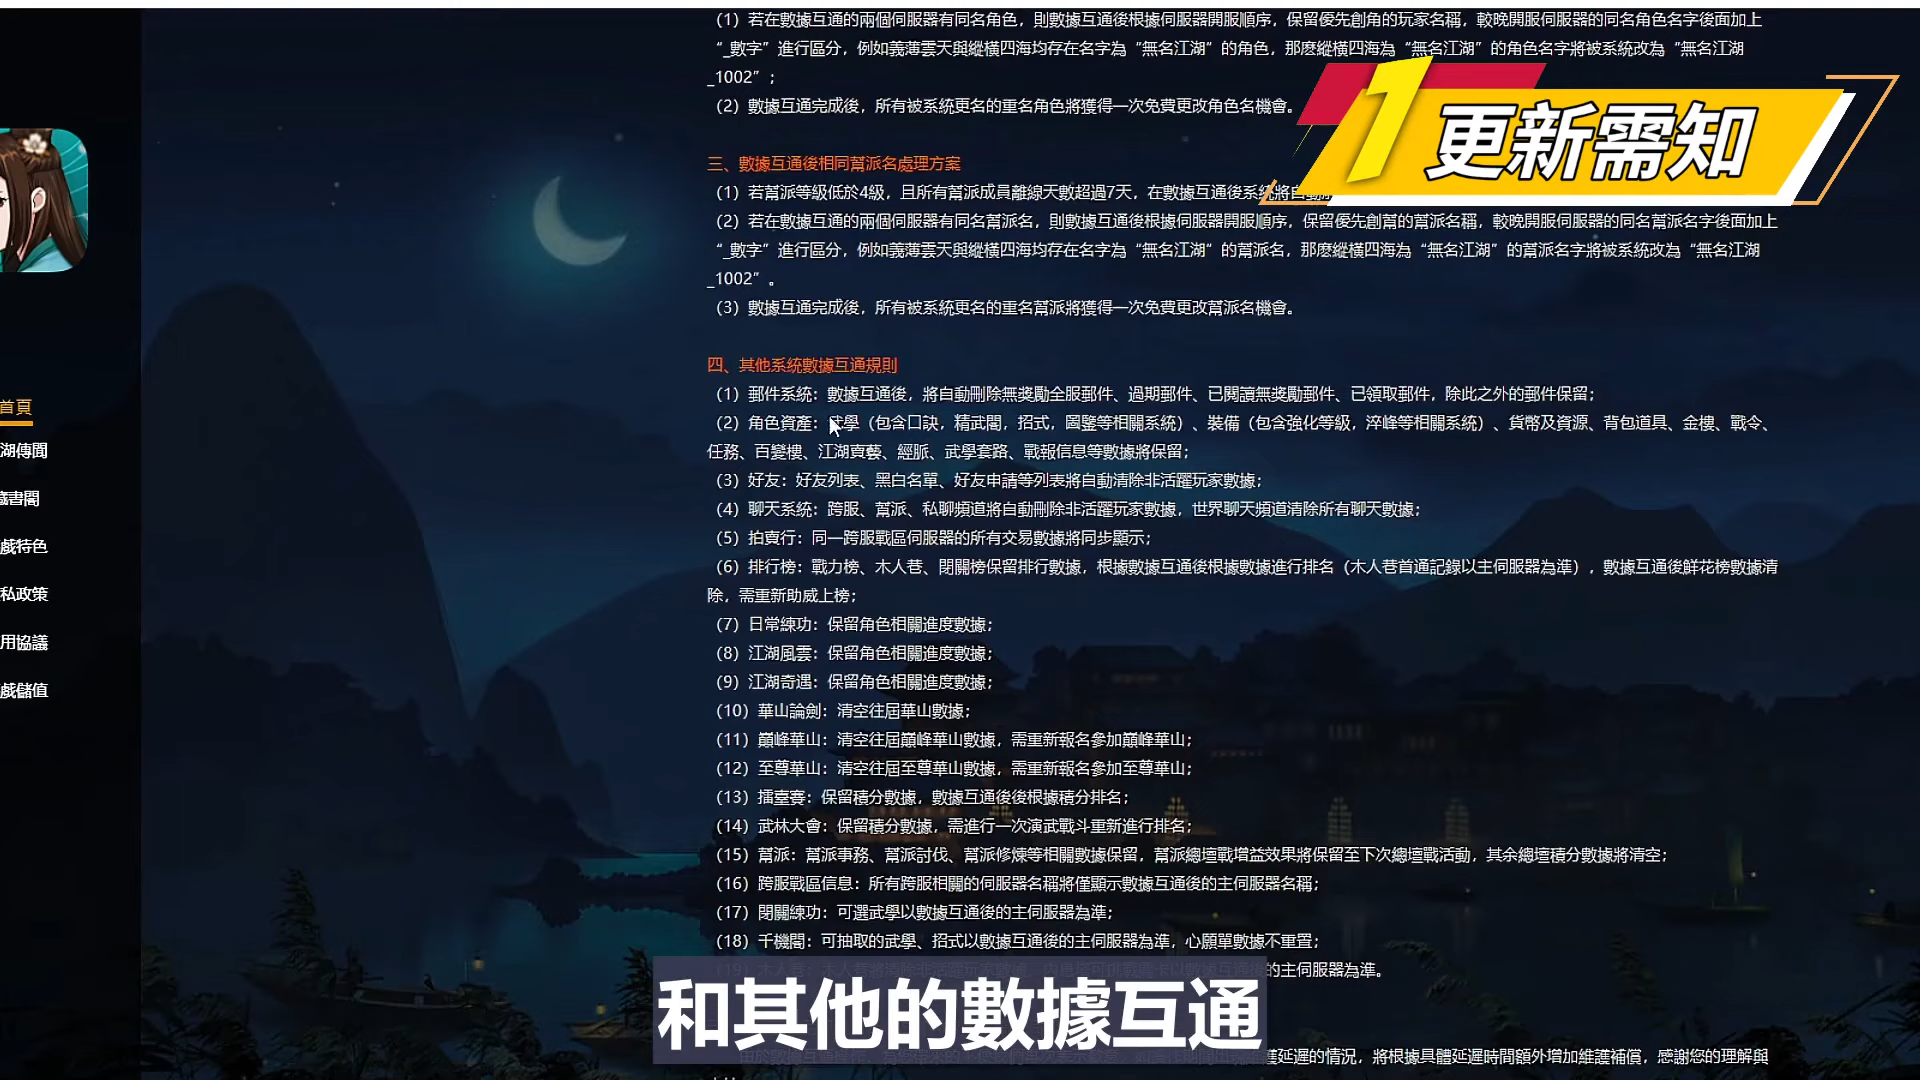 （1）若在數據互通的兩個伺服器有同名角色，則數據互通後根據伺服器開服順序，保留優先創角的玩家名稱，較晚開服伺服器的同名角色名字後面加上
“_數字”進行區分，例如義薄雲天與縱橫四海均存在名字為“無名江湖”的角色，那麽縱橫四海為“無名江湖”的角色名字將被系統改為“無名江湖
_1002”；
（2）數據互通完成後，所有被系統更名的重名角色將獲得一次免費更改角色名機會。
1更新需知
三、數據互通後相同幫派名處理方案
（1）若幫派等級低於4級，且所有幫派成員離線天數超過7天，在數據互通後系統將自動
（2）若在數據互通的兩個伺服器有同名幫派名，則數據互通後根據伺服器開服順序，保留優先創幫的幫派名稱，較晚開服伺服器的同名幫派名字後面加上
“_數字”進行區分，例如義薄雲天與縱橫四海均存在名字為“無名江湖”的幫派名，那麽縱橫四海為“無名江湖”的幫派名字將被系統改為“無名江湖
_1002”。
（3）數據互通完成後，所有被系統更名的重名幫派將獲得一次免費更改幫派名機會。
四、其他系統數據互通規則
（1）郵件系統：數據互通後，將自動刪除無獎勵全服郵件、過期郵件、已閱讀無獎勵郵件、已領取郵件，除此之外的郵件保留；
（2）角色資產：武學（包含口訣，精武閣，招式，圖鑒等相關系統）、裝備（包含強化等級，淬峰等相關系統）、貨幣及資源、背包道具、金樓、戰令、
任務、百變樓、江湖賣藝、經脈、武學套路、戰報信息等數據將保留；
（3）好友：好友列表、黑白名單、好友申請等列表將自動清除非活躍玩家數據；
（4）聊天系統：跨服、幫派、私聊頻道將自動刪除非活躍玩家數據，世界聊天頻道清除所有聊天數據；
（5）拍賣行：同一跨服戰區伺服器的所有交易數據將同步顯示；
（6）排行榜：戰力榜、木人巷、閉關榜保留排行數據，根據數據互通後根據數據進行排名（木人巷首通記錄以主伺服器為準），數據互通後鮮花榜數據清
除，需重新助威上榜；
（7）日常練功：保留角色相關進度數據；
（8）江湖風雲：保留角色相關進度數據；
（9）江湖奇遇：保留角色相關進度數據；
（10）華山論劍：清空往屆華山數據；
（11）巔峰華山：清空往屆巔峰華山數據，需重新報名參加巔峰華山；
（12）至尊華山：清空往屆至尊華山數據，需重新報名參加至尊華山；
（13）擂臺賽：保留積分數據，數據互通後後根據積分排名；
（14）武林大會：保留積分數據，需進行一次演武戰斗重新進行排名；
（15）幫派：幫派事務、幫派討伐、幫派修煉等相關數據保留，幫派總壇戰增益效果將保留至下次總壇戰活動，其余總壇積分數據將清空；
（16）跨服戰區信息：所有跨服相關的伺服器名稱將僅顯示數據互通後的主伺服器名稱；
（17）閉關練功：可選武學以數據互通後的主伺服器為準；
（18）千機閣：可抽取的武學、招式以數據互通後的主伺服器為準，心願單數據不重置；
的主伺服器為準。
延遲的情況，將根據具體延遲時間額外增加維護補償，感謝您的理解與
首頁
湖傳聞
藏書閣
戲特色
私政策
用協議
戲儲值
和其他的數據互通